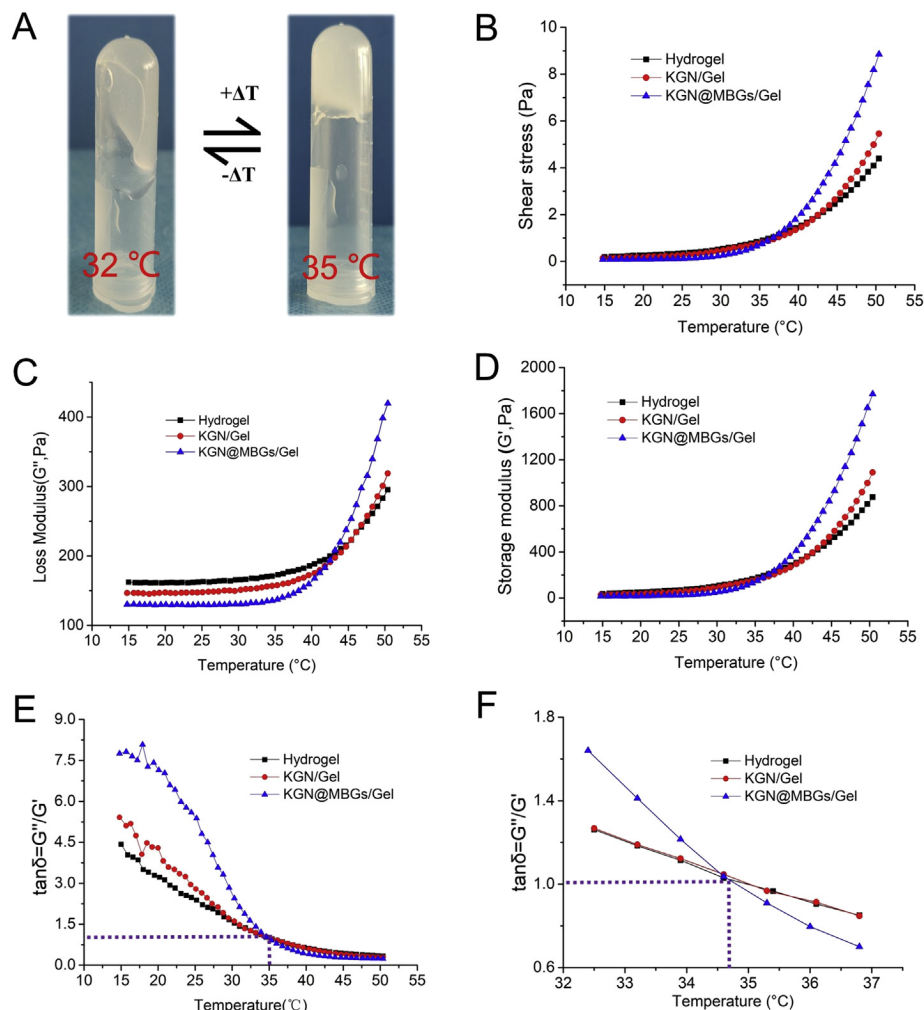 A
+ΔT
-ΔT
32 ℃
35 ℃
B
Shear stress (Pa)
10
8
6
4
2
0
Hydrogel
KGN/Gel
KGN@MBGs/Gel
10 15 20 25 30 35 40 45 50 55
Temperature (°C)
C
Loss Modulus(G'',Pa)
400
300
200
100
Hydrogel
KGN/Gel
KGN@MBGs/Gel
10 15 20 25 30 35 40 45 50 55
Temperature (°C)
D
Storage modulus (G',Pa)
2000
1600
1200
800
400
0
Hydrogel
KGN/Gel
KGN@MBGs/Gel
10 15 20 25 30 35 40 45 50 55
Temperature (°C)
E
tanδ=G''/G'
9.0
7.5
6.0
4.5
3.0
1.5
0.0
Hydrogel
KGN/Gel
KGN@MBGs/Gel
10 15 20 25 30 35 40 45 50 55
Temperature(℃)
F
tanδ=G''/G'
1.8
1.4
1.0
0.6
Hydrogel
KGN/Gel
KGN@MBGs/Gel
32 33 34 35 36 37
Temperature (°C)